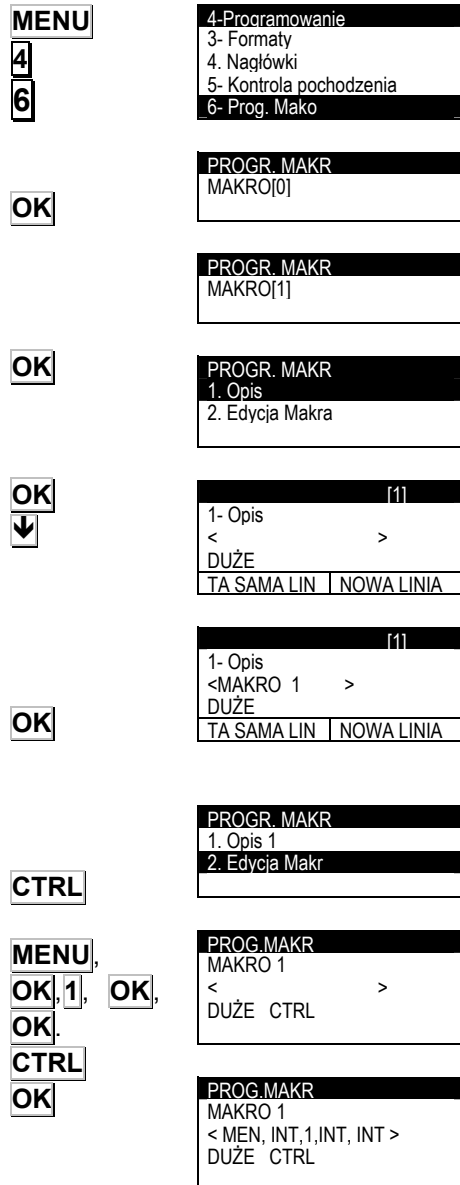 MENU
4
6
4-Programowanie
3- Formaty
4. Nagłówki
5- Kontrola pochodzenia
6- Prog. Mako
OK
PROGR. MAKR
MAKRO[0]
PROGR. MAKR
MAKRO[1]
OK
PROGR. MAKR
1. Opis
2. Edycja Makra
OK
↓
[1]
1- Opis
< >
DUŻE
TA SAMA LIN NOWA LINIA
[1]
1- Opis
<MAKRO 1 >
DUŻE
TA SAMA LIN NOWA LINIA
OK
PROGR. MAKR
1. Opis 1
2. Edycja Makr
CTRL
MENU,
OK,1, OK,
OK.
CTRL
OK
PROG.MAKR
MAKRO 1
< >
DUŻE CTRL
PROG.MAKR
MAKRO 1
< MEN, INT,1,INT, INT >
DUŻE CTRL